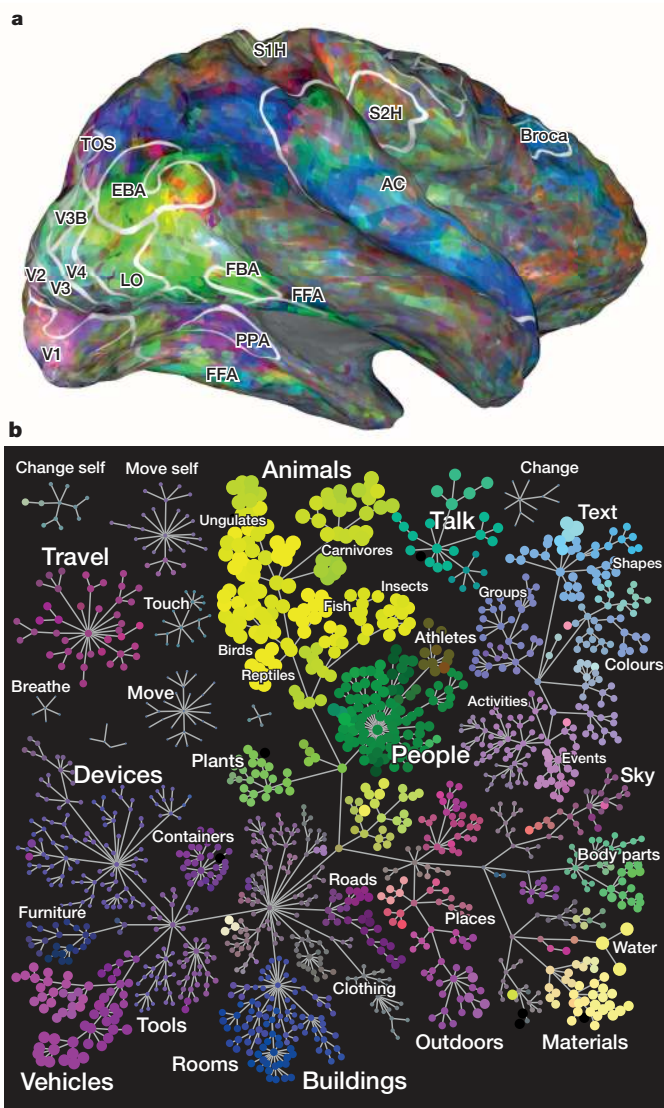 a
S1H
S2H
Broca
TOS
AC
EBA
V3B
V2
V4
V3
LO
FBA
FFA
V1
PPA
FFA
b
Change self
Move self
Animals
Change
Talk
Text
Ungulates
Carnivores
Shapes
Travel
Insects
Groups
Touch
Fish
Athletes
Birds
Colours
Reptiles
Breathe
Move
Activities
People
Plants
Events
Devices
Sky
Containers
Body parts
Roads
Furniture
Places
Water
Clothing
Tools
Outdoors
Materials
Rooms
Vehicles
Buildings